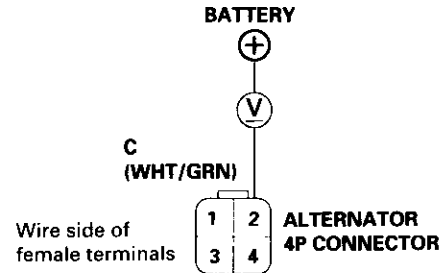 BATTERY
+
V
C
(WHT/GRN)
1 2
3 4
ALTERNATOR
4P CONNECTOR
Wire side of
female terminals